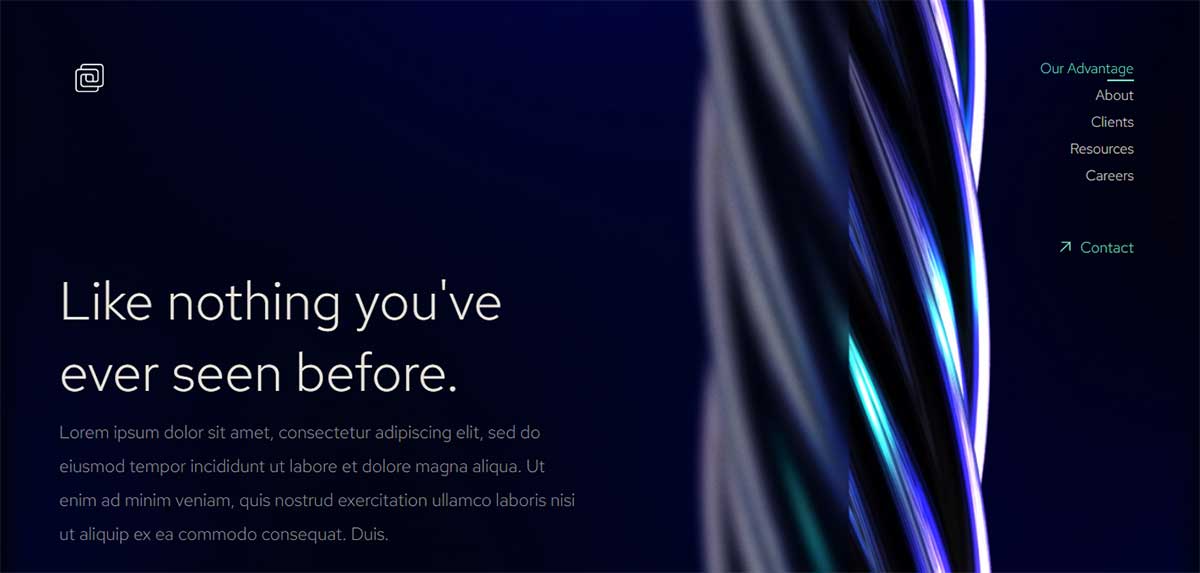 Our Advantage
About
Clients
Resources
Careers
Contact
Like nothing you've
ever seen before.
Lorem ipsum dolor sit amet, consectetur adipiscing elit, sed do
eiusmod tempor incididunt ut labore et dolore magna aliqua. Ut
enim ad minim veniam, quis nostrud exercitation ullamco laboris nisi
ut aliquip ex ea commodo consequat. Duis.